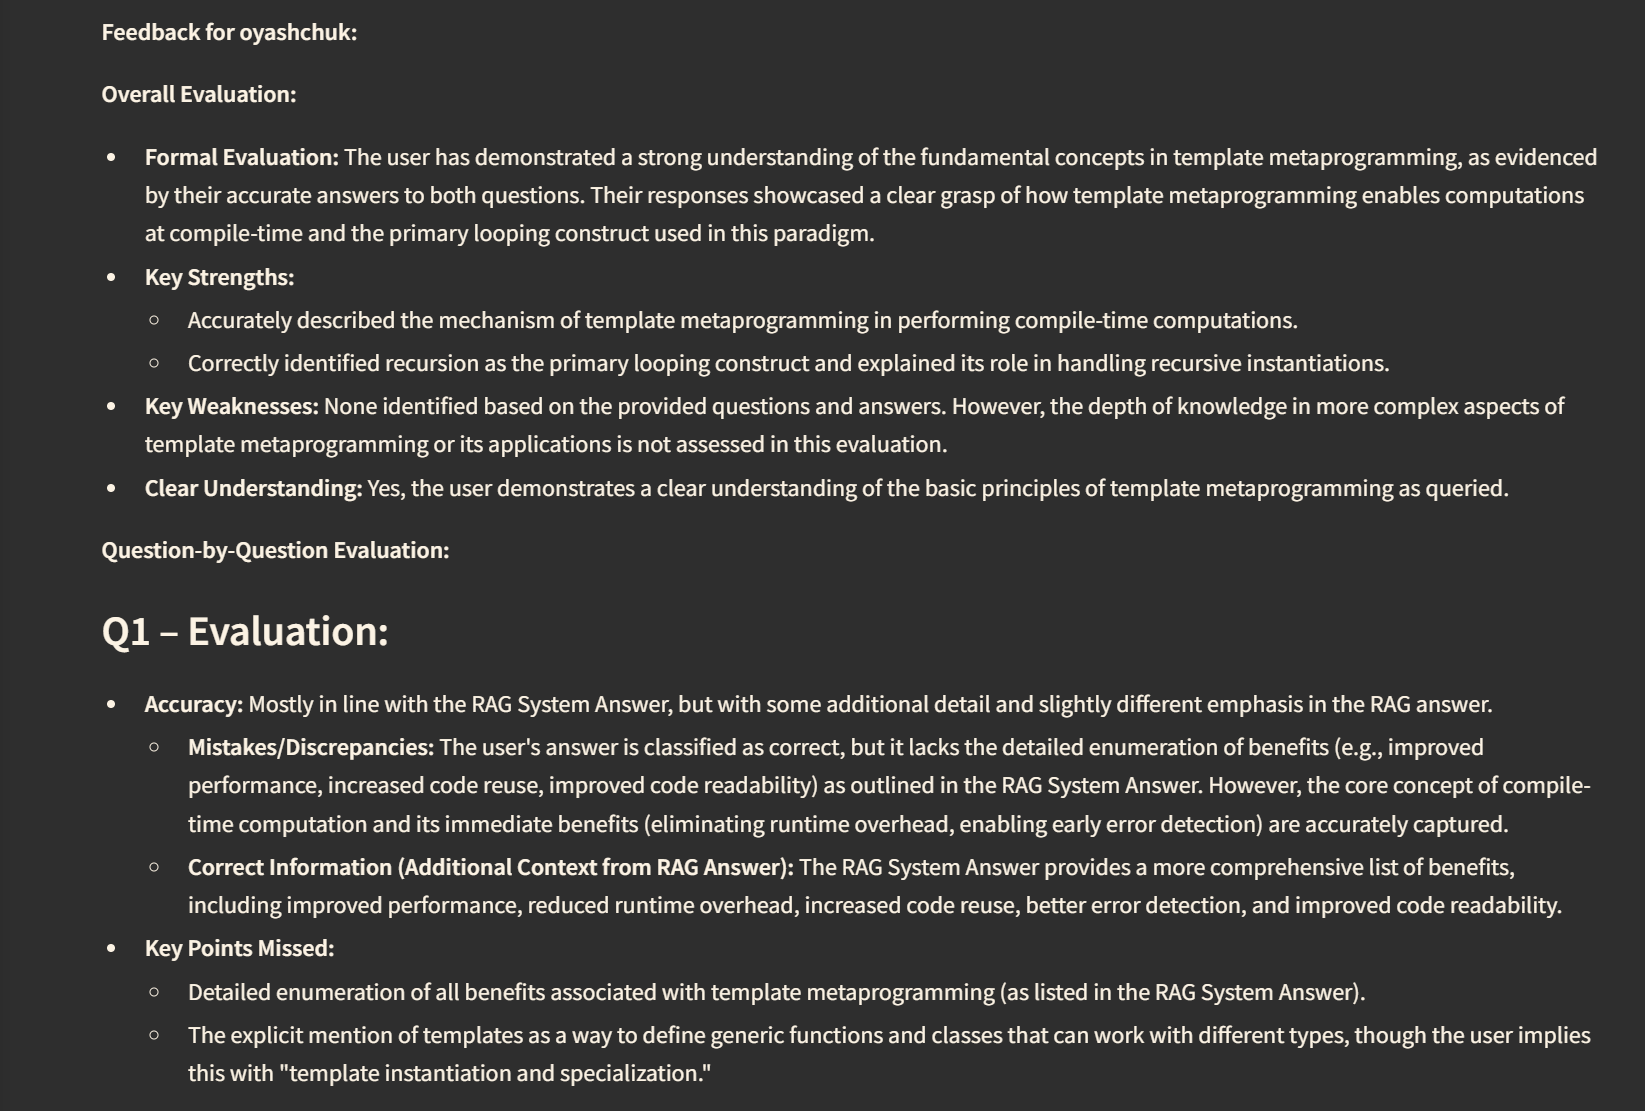 Feedback for oyashchuk:
Overall Evaluation:
Formal Evaluation: The user has demonstrated a strong understanding of the fundamental concepts in template metaprogramming, as evidenced
by their accurate answers to both questions. Their responses showcased a clear grasp of how template metaprogramming enables computations
at compile-time and the primary looping construct used in this paradigm.
Key Strengths:
Accurately described the mechanism of template metaprogramming in performing compile-time computations.
Correctly identified recursion as the primary looping construct and explained its role in handling recursive instantiations.
Key Weaknesses: None identified based on the provided questions and answers. However, the depth of knowledge in more complex aspects of
template metaprogramming or its applications is not assessed in this evaluation.
Clear Understanding: Yes, the user demonstrates a clear understanding of the basic principles of template metaprogramming as queried.
Question-by-Question Evaluation:
Q1 – Evaluation:
Accuracy: Mostly in line with the RAG System Answer, but with some additional detail and slightly different emphasis in the RAG answer.
Mistakes/Discrepancies: The user's answer is classified as correct, but it lacks the detailed enumeration of benefits (e.g., improved
performance, increased code reuse, improved code readability) as outlined in the RAG System Answer. However, the core concept of compile-
time computation and its immediate benefits (eliminating runtime overhead, enabling early error detection) are accurately captured.
Correct Information (Additional Context from RAG Answer): The RAG System Answer provides a more comprehensive list of benefits,
including improved performance, reduced runtime overhead, increased code reuse, better error detection, and improved code readability.
Key Points Missed:
Detailed enumeration of all benefits associated with template metaprogramming (as listed in the RAG System Answer).
The explicit mention of templates as a way to define generic functions and classes that can work with different types, though the user implies
this with "template instantiation and specialization."